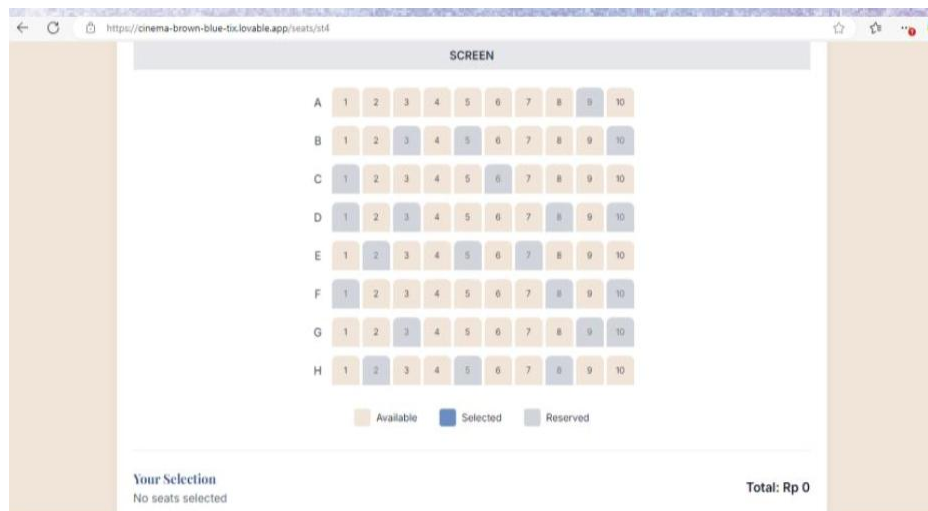 https://cinema-brown-blue-tix.lovable.app/seats/st4
SCREEN
A 1 2 3 4 5 6 7 8 9 10
B 1 2 3 4 5 6 7 8 9 10
C 1 2 3 4 5 6 7 8 9 10
D 1 2 3 4 5 6 7 8 9 10
E 1 2 3 4 5 6 7 8 9 10
F 1 2 3 4 5 6 7 8 9 10
G 1 2 3 4 5 6 7 8 9 10
H 1 2 3 4 5 6 7 8 9 10
Available Selected Reserved
Your Selection
No seats selected
Total: Rp 0